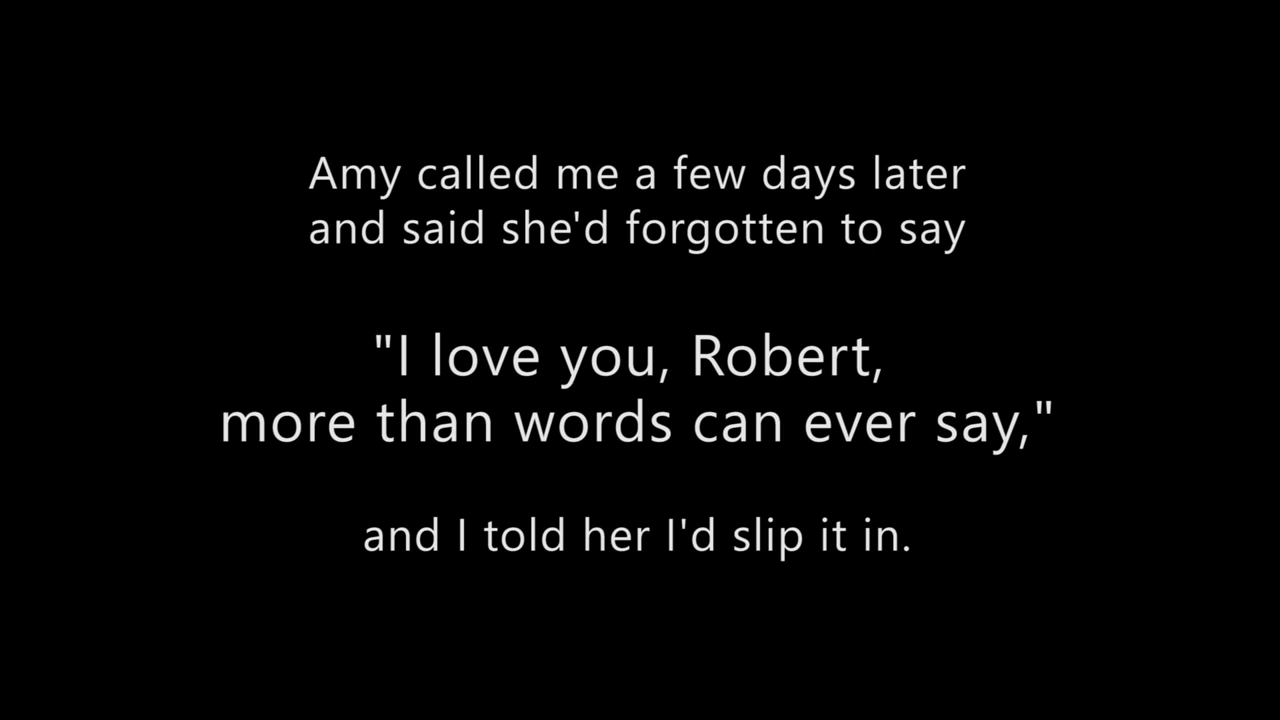 Amy called me a few days later
and said she'd forgotten to say
"I love you, Robert,
more than words can ever say,"
and I told her I'd slip it in.